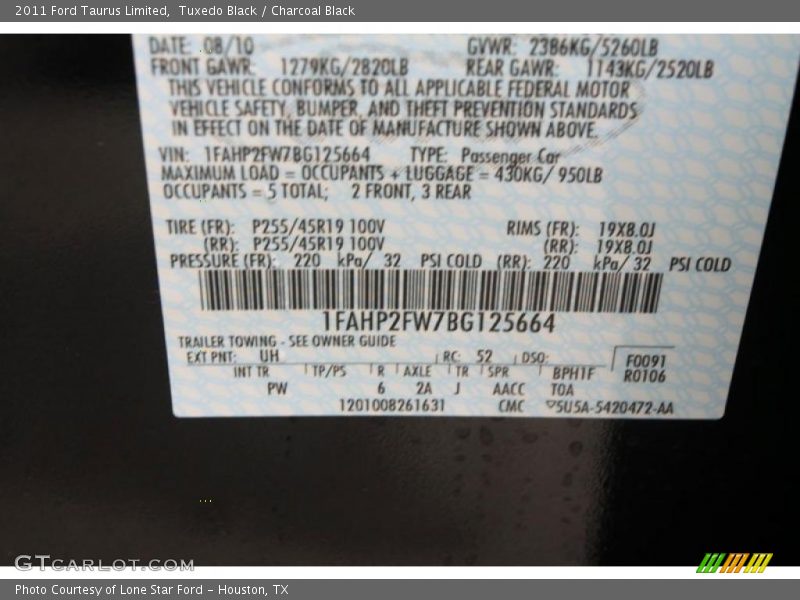 2011 Ford Taurus Limited, Tuxedo Black / Charcoal Black
DATE: 08/10 GVWR: 2386KG/5260LB
FRONT GAWR: 1279KG/2820LB REAR GAWR: 1143KG/2520LB
THIS VEHICLE CONFORMS TO ALL APPLICABLE FEDERAL MOTOR
VEHICLE SAFETY, BUMPER, AND THEFT PREVENTION STANDARDS
IN EFFECT ON THE DATE OF MANUFACTURE SHOWN ABOVE.
VIN: 1FAHP2FW7BG125664 TYPE: Passenger Car
MAXIMUM LOAD = OCCUPANTS + LUGGAGE = 430KG/ 950LB
OCCUPANTS = 5 TOTAL; 2 FRONT, 3 REAR
TIRE (FR): P255/45R19 100V RIMS (FR): 19X8.0J
(RR): P255/45R19 100V (RR): 19X8.0J
PRESSURE (FR): 220 kPa/ 32 PSI COLD (RR): 220 kPa/ 32 PSI COLD
1FAHP2FW7BG125664
TRAILER TOWING - SEE OWNER GUIDE
EXT PNT: UH RC: 52 DSO: F0091
INT TR TP/PS R AXLE TR SPR BPH1F R0106
PW 6 2A J AACC TOA
1201008261631 CMC 5U5A-5420472-AA
GTCARLOT.COM
Photo Courtesy of Lone Star Ford - Houston, TX